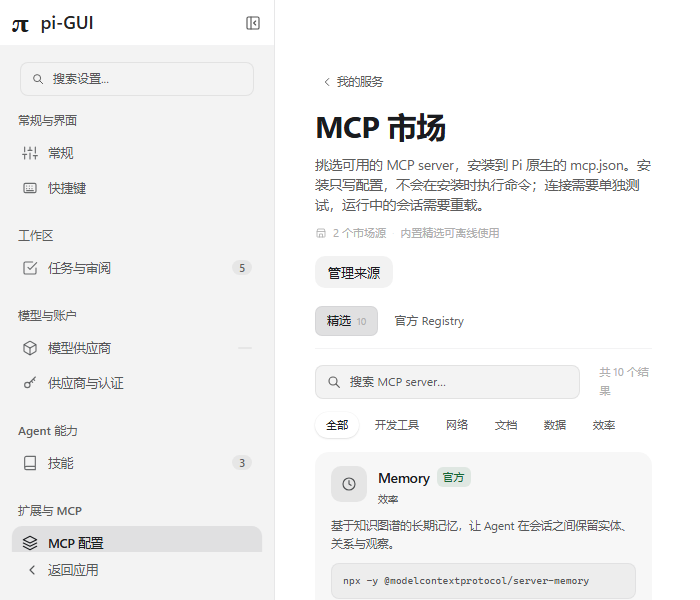 π pi-GUI
搜索设置...
常规与界面
常规
快捷键
工作区
任务与审阅 5
模型与账户
模型供应商
供应商与认证
Agent 能力
技能 3
扩展与 MCP
MCP 配置
返回应用
我的服务
MCP 市场
挑选可用的 MCP server，安装到 Pi 原生的 mcp.json。安
装只写配置，不会在安装时执行命令；连接需要单独测
试，运行中的会话需要重载。
2 个市场源 内置精选可离线使用
管理来源
精选 10 官方 Registry
搜索 MCP server...
共 10 个结
果
全部 开发工具 网络 文档 数据 效率
Memory 官方
效率
基于知识图谱的长期记忆，让 Agent 在会话之间保留实体、
关系与观察。
npx -y @modelcontextprotocol/server-memory